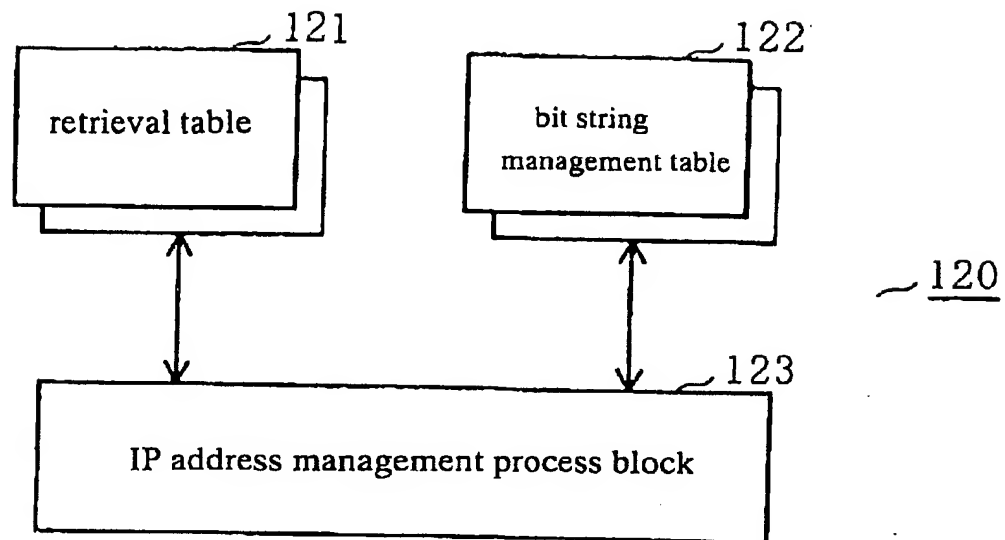 121
retrieval table
122
bit string
management table
120
123
IP address management process block